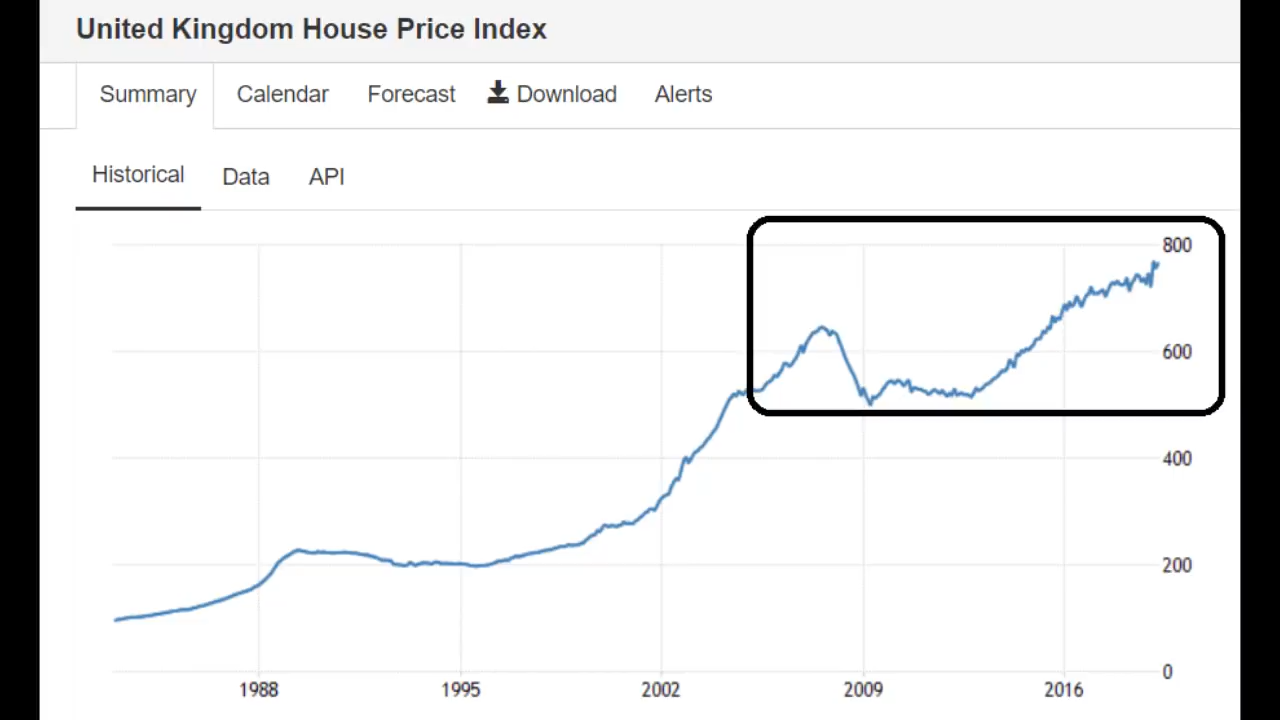 United Kingdom House Price Index
Summary Calendar Forecast Download Alerts
Historical Data API
800
600
400
200
0
1988 1995 2002 2009 2016